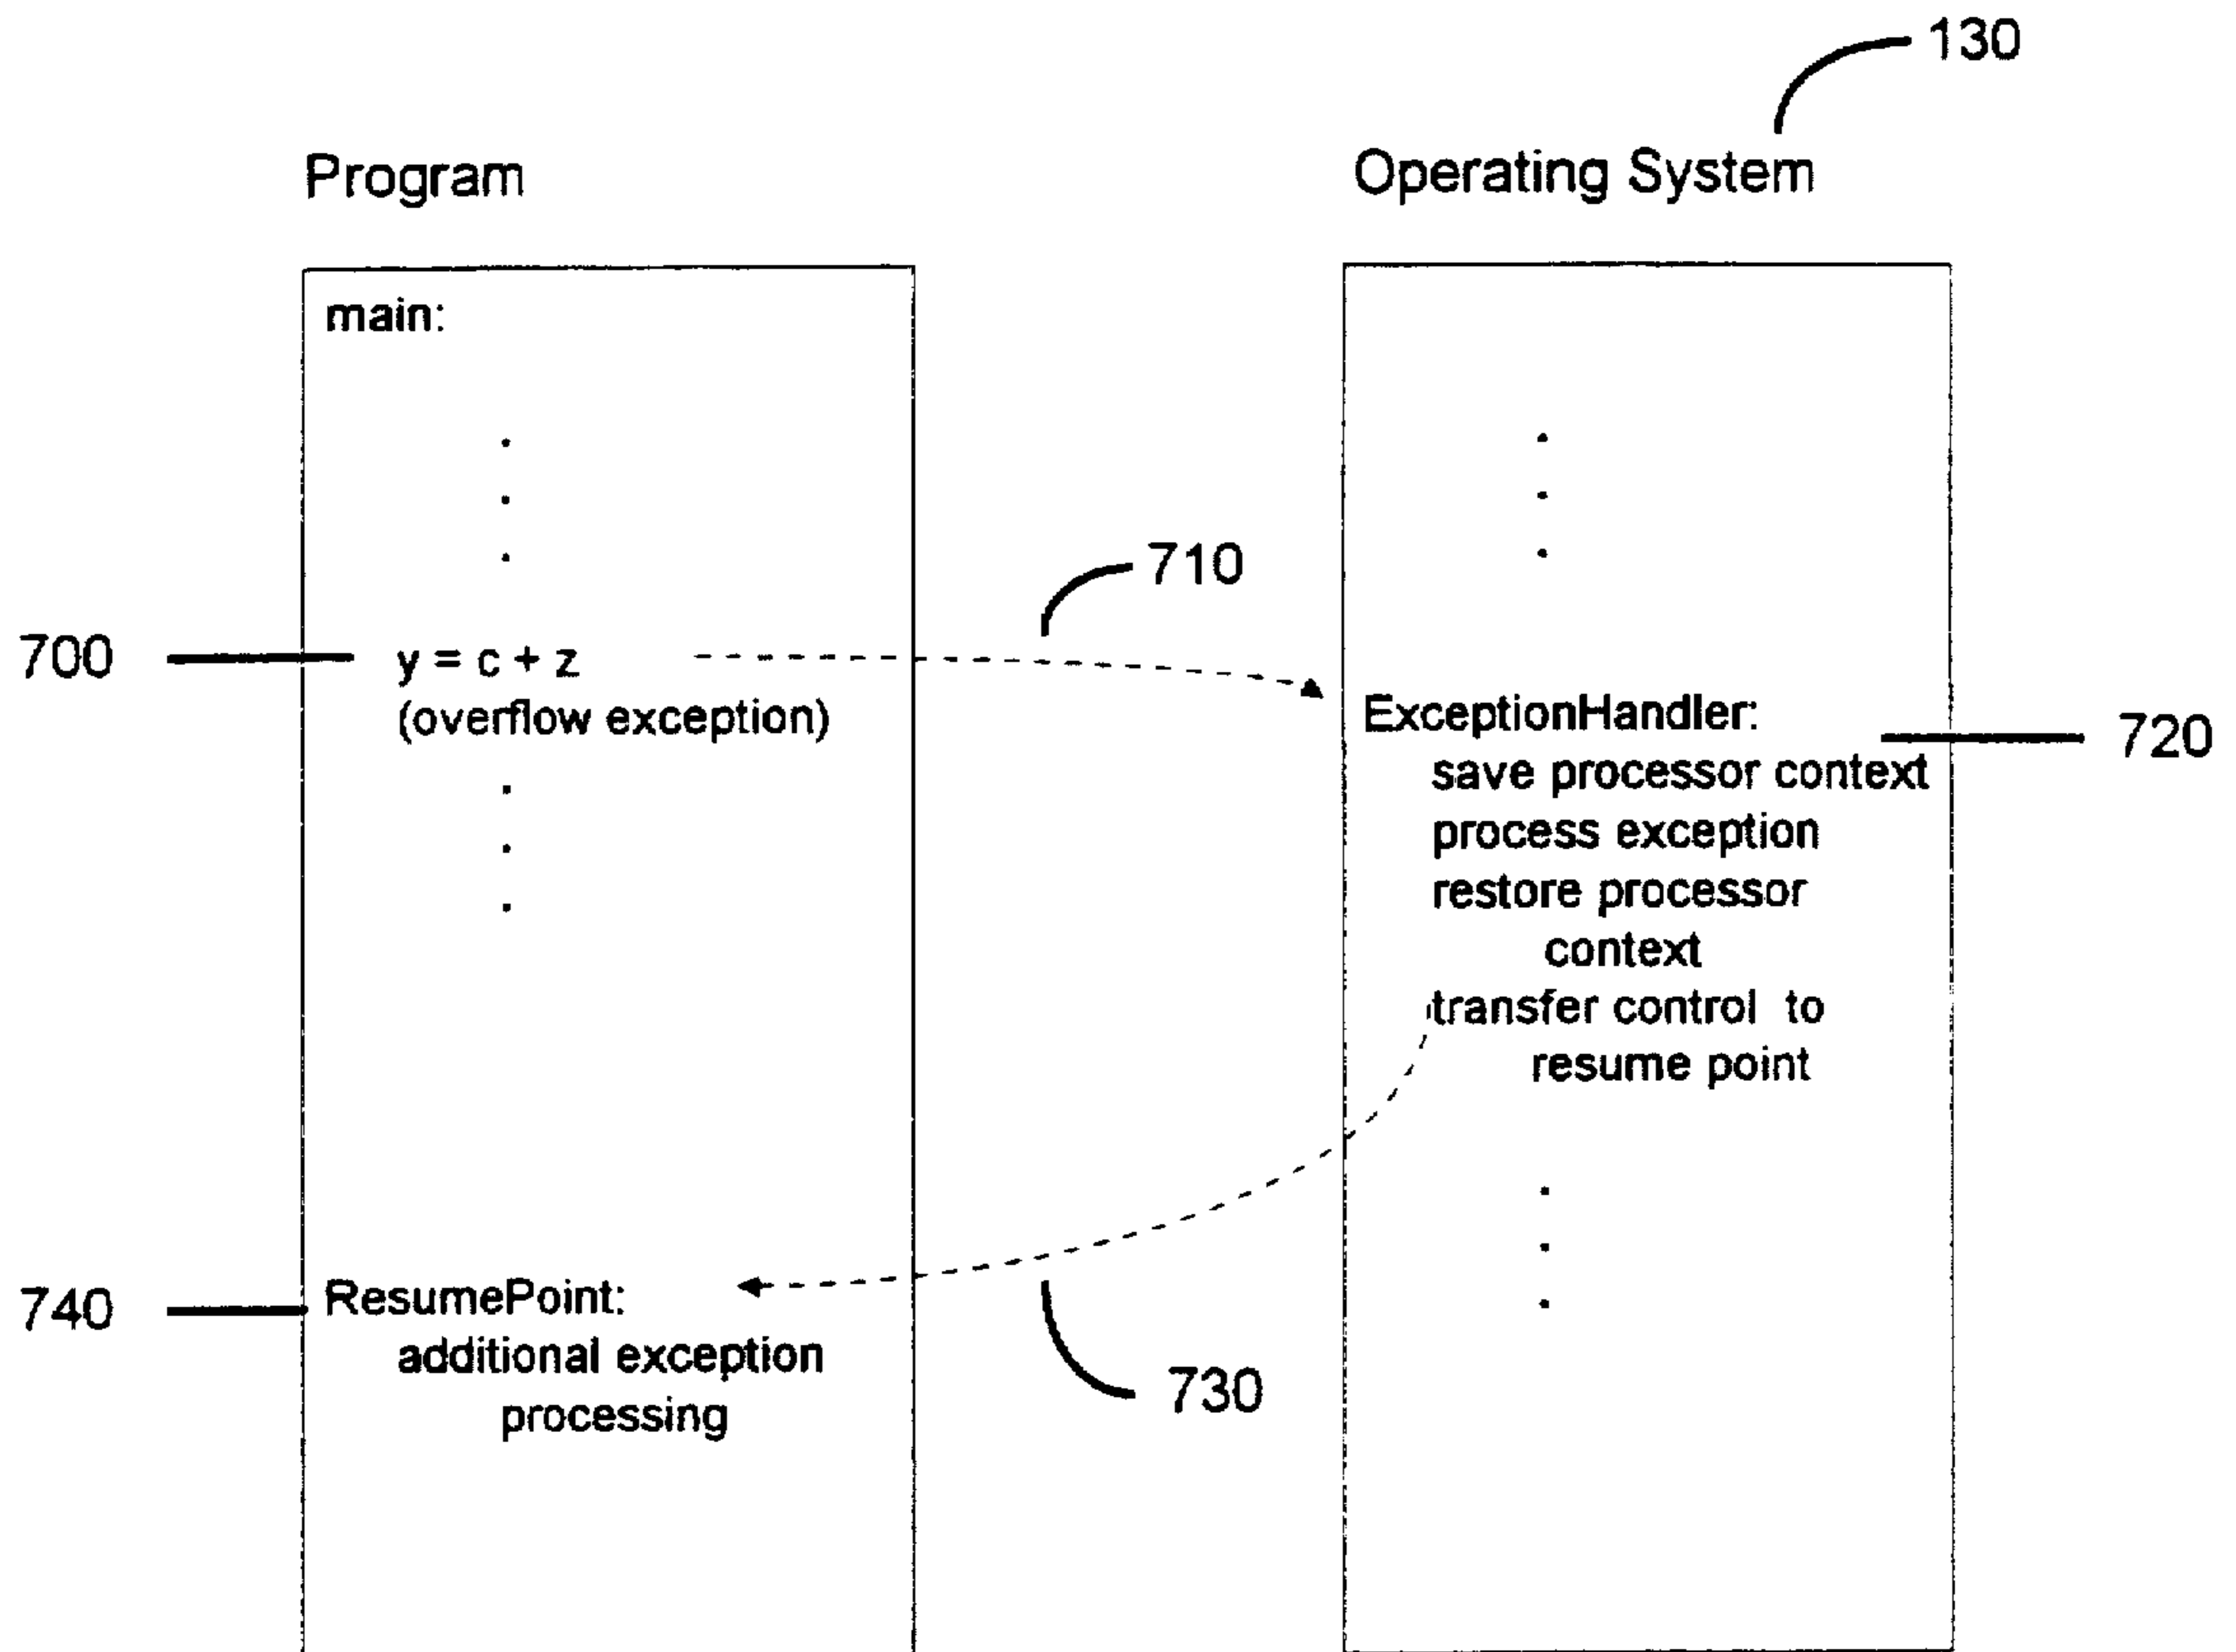 130
Program
Operating System
main:
710
700
y = c + z
(overflow exception)
ExceptionHandler:
720
save processor context
process exception
restore processor
context
transfer control to
resume point
740
ResumePoint:
additional exception
processing
730